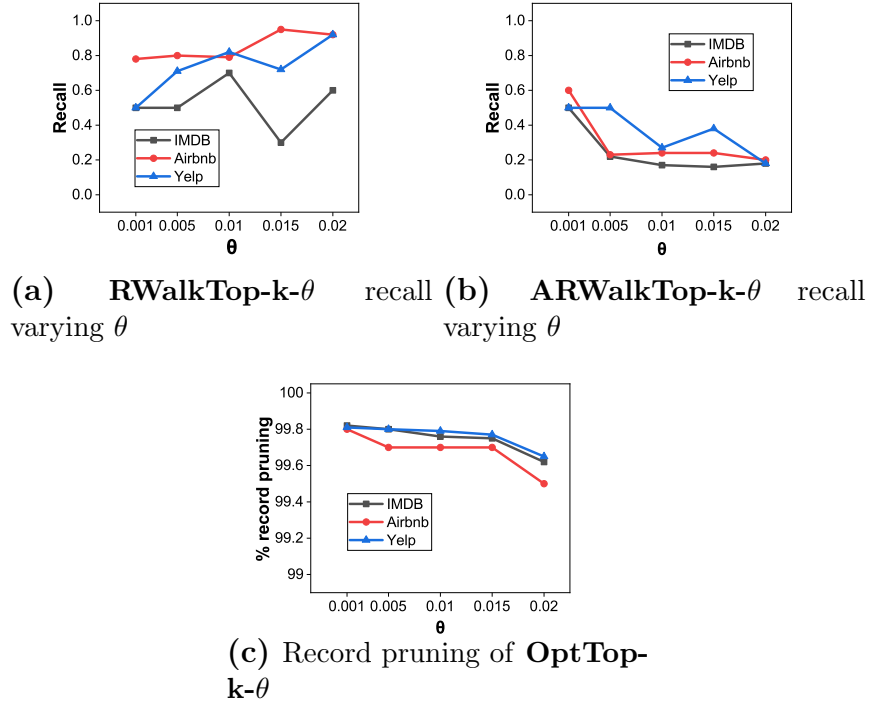 1.0
0.8
0.6
0.4
0.2
0.0
Recall
IMDB
Airbnb
Yelp
0.001 0.005 0.01 0.015 0.02
θ
(a) RWalkTop-k-θ recall
varying θ
1.0
0.8
0.6
0.4
0.2
0.0
Recall
IMDB
Airbnb
Yelp
0.001 0.005 0.01 0.015 0.02
θ
(b) ARWalkTop-k-θ recall
varying θ
100
99.8
99.6
99.4
99.2
99
% record pruning
IMDB
Airbnb
Yelp
0.001 0.005 0.01 0.015 0.02
θ
(c) Record pruning of OptTop-
k-θ